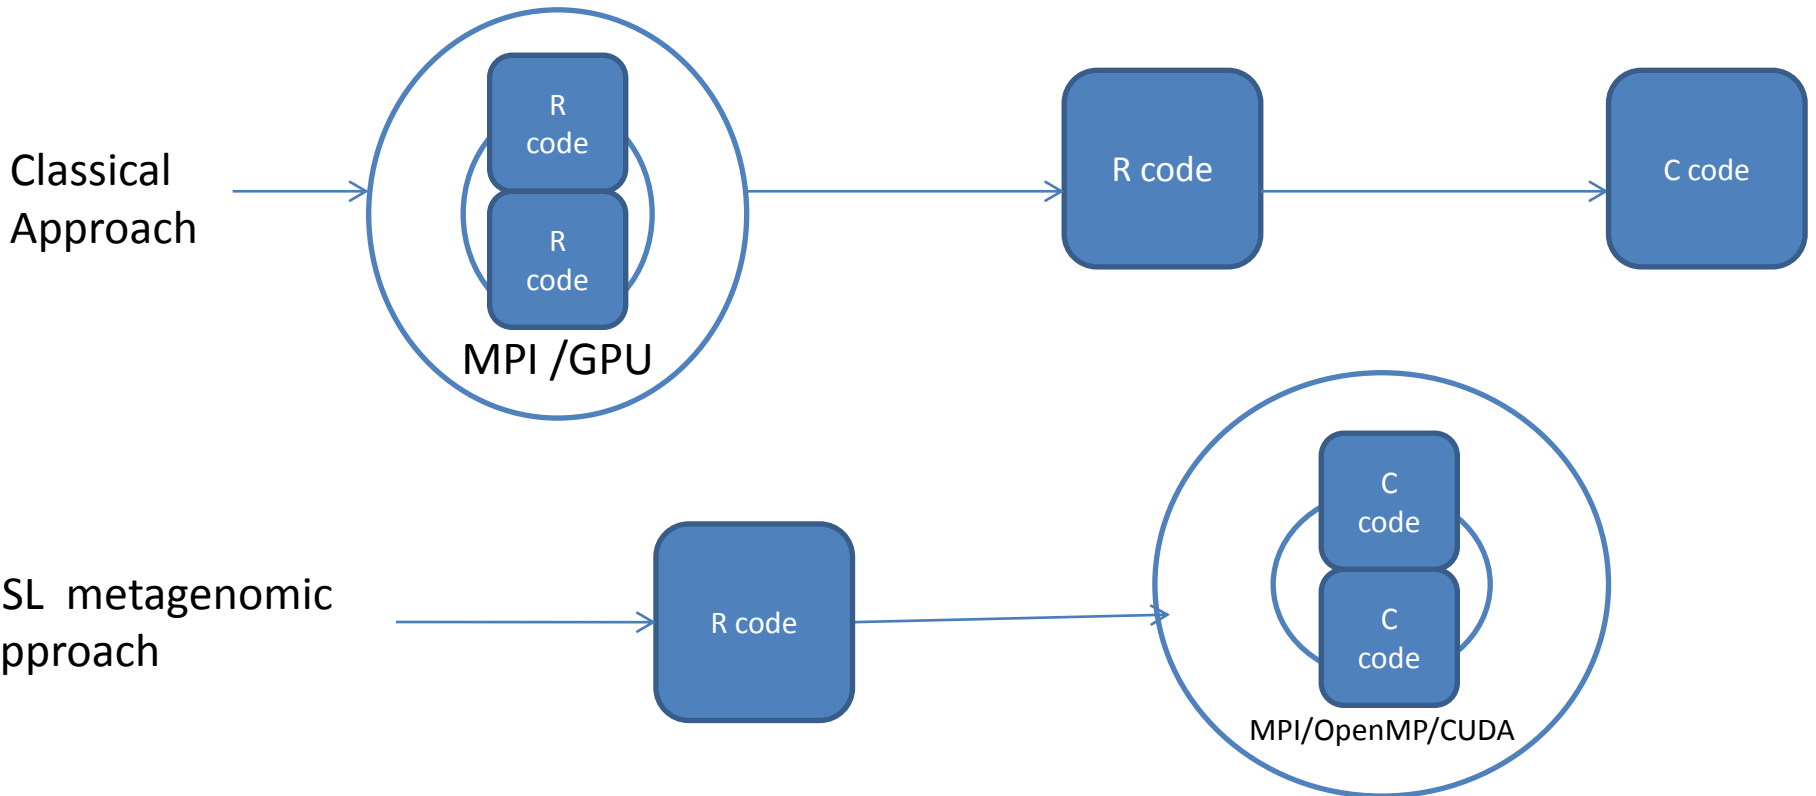 Classical
Approach
R
code
R
code
MPI /GPU
R code
C code
SL metagenomic
pproach
R code
C
code
C
code
MPI/OpenMP/CUDA